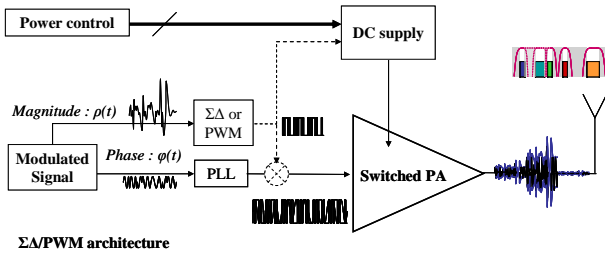 Power control
DC supply
Magnitude : ρ(t)
ΣΔ or
PWM
Modulated
Signal
Phase : φ(t)
PLL
Switched PA
ΣΔ/PWM architecture